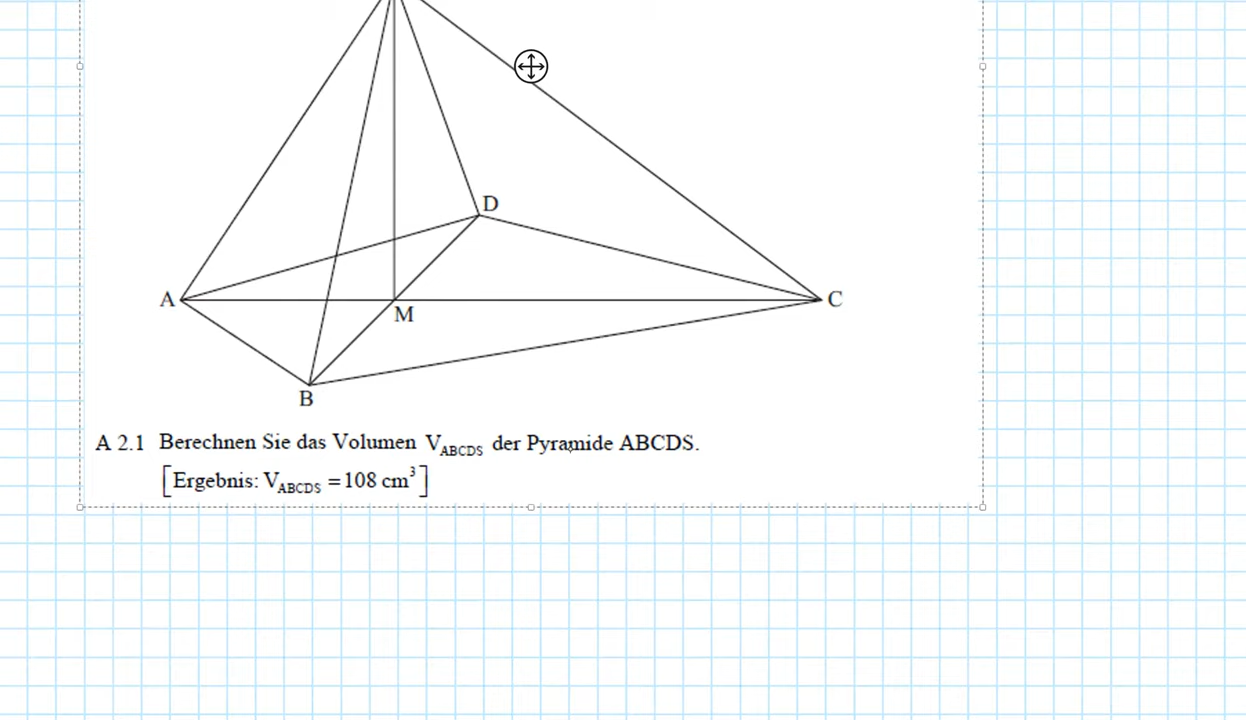 D
A
C
M
B
A 2.1 Berechnen Sie das Volumen V_ABCDS der Pyramide ABCDS.
[Ergebnis: V_ABCDS = 108 cm³]